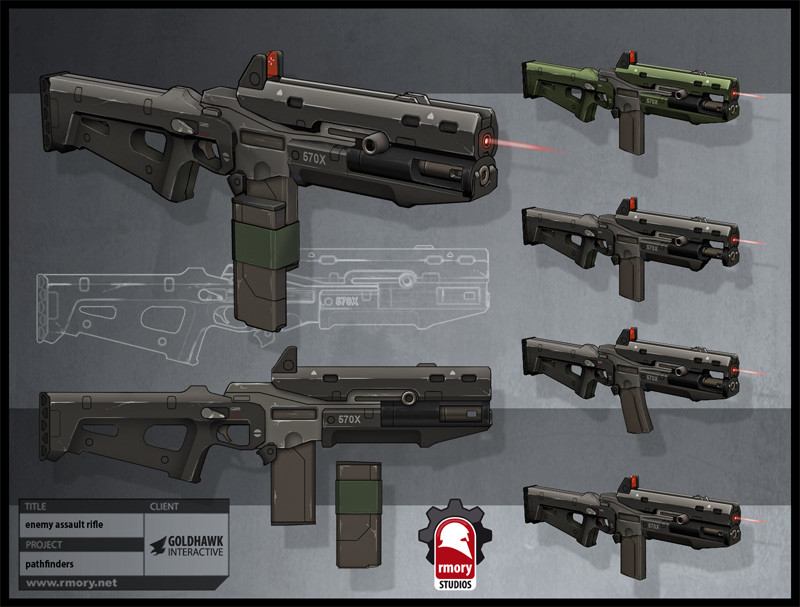 570X
570X
570X
570X
570X
570X
570X
TITLE
enemy assault rifle
PROJECT
pathfinders
www.rmory.net
CLIENT
GOLDHAWK
INTERACTIVE
rmory
STUDIOS